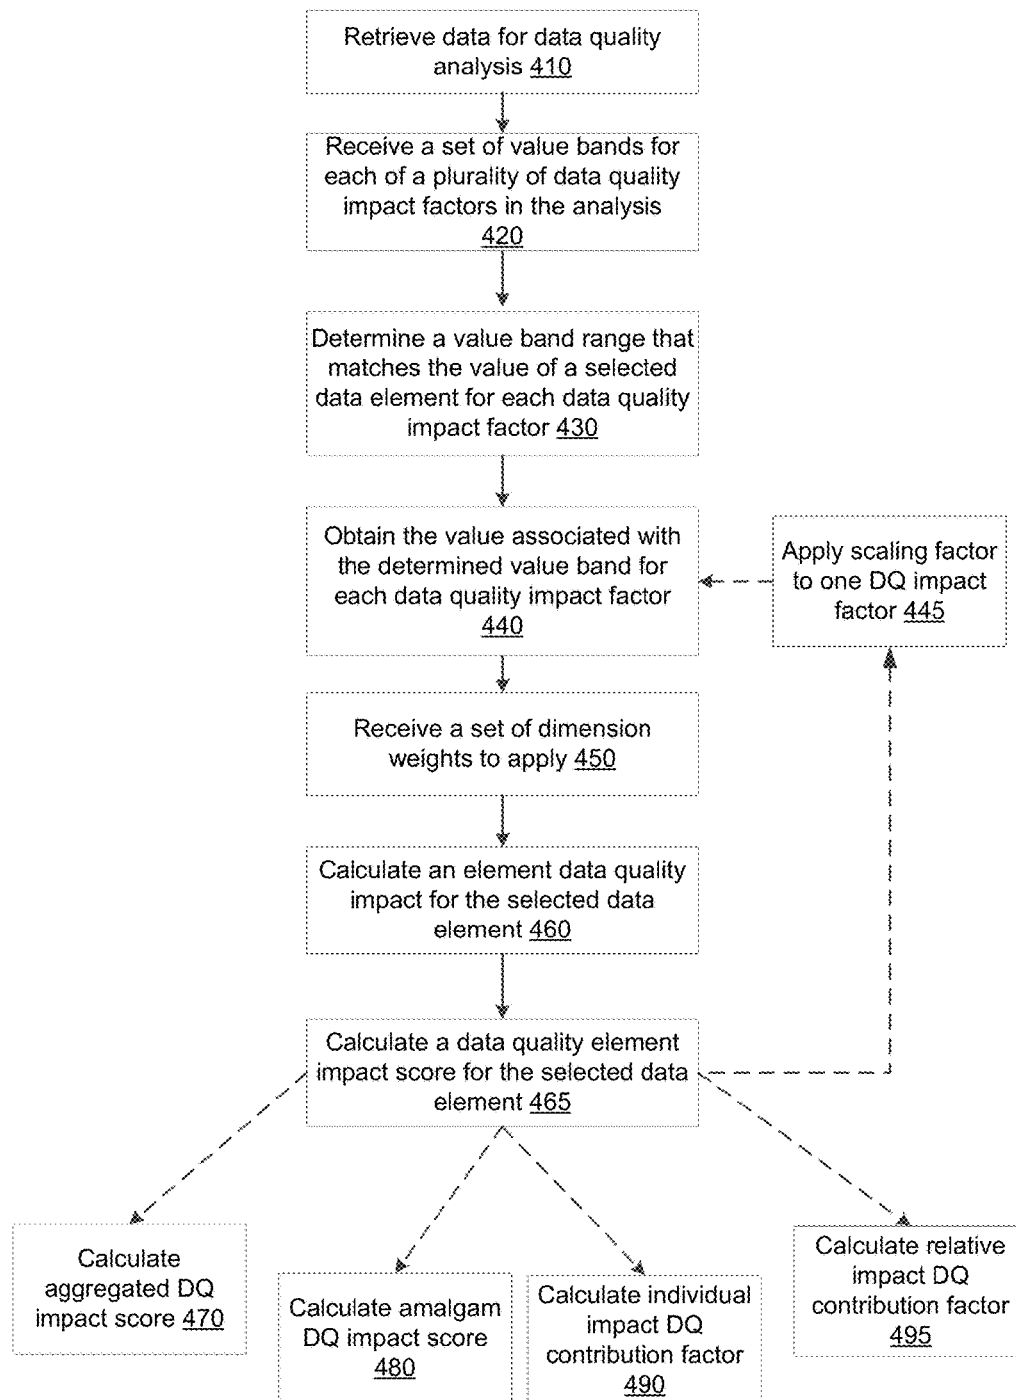 Retrieve data for data quality
analysis 410
Receive a set of value bands for
each of a plurality of data quality
impact factors in the analysis
420
Determine a value band range that
matches the value of a selected
data element for each data quality
impact factor 430
Obtain the value associated with
the determined value band for
each data quality impact factor
440
Apply scaling factor
to one DQ impact
factor 445
Receive a set of dimension
weights to apply 450
Calculate an element data quality
impact for the selected data
element 460
Calculate a data quality element
impact score for the selected data
element 465
Calculate
aggregated DQ
impact score 470
Calculate amalgam
DQ impact score
480
Calculate individual
impact DQ
contribution factor
490
Calculate relative
impact DQ
contribution factor
495